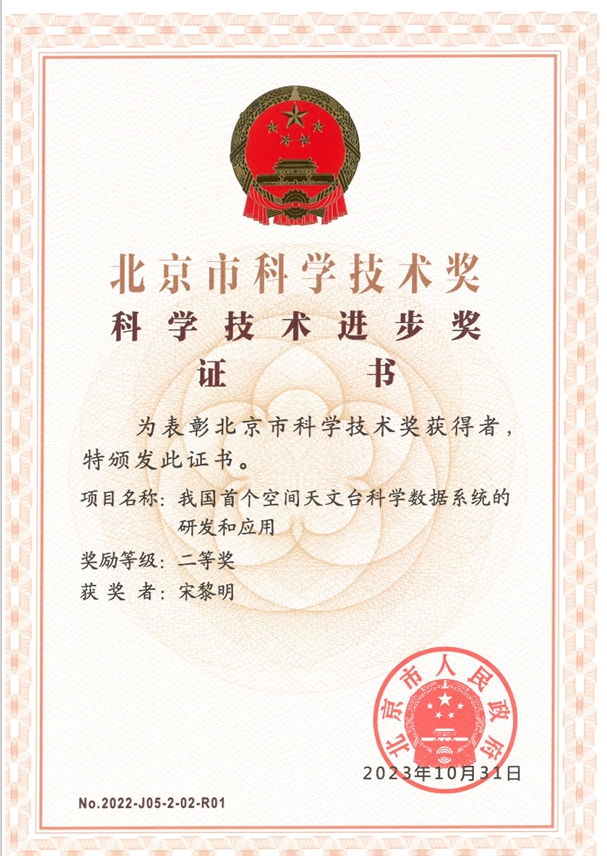 北京市科学技术奖
科学技术进步奖
证 书
为表彰北京市科学技术奖获得者，
特颁发此证书。
项目名称：我国首个空间天文台科学数据系统的
研发和应用
奖励等级：二等奖
获 奖 者：宋黎明
北京市人民政府
2023年10月31日
No.2022-J05-2-02-R01